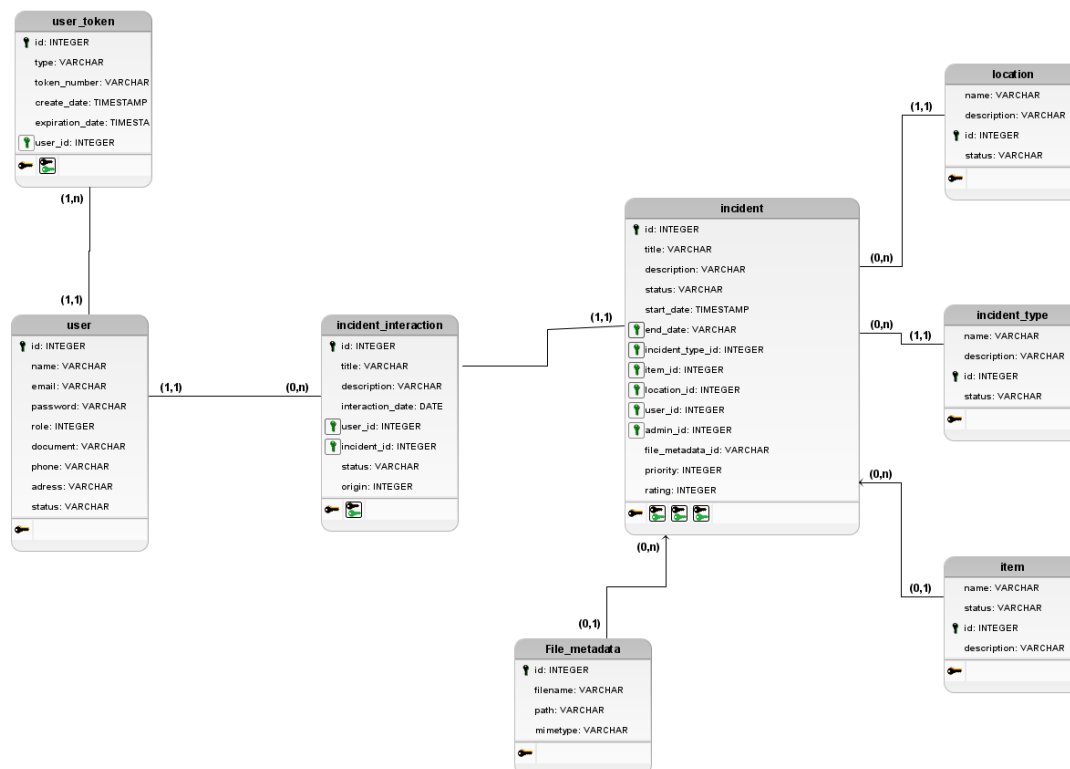 user_token
id: INTEGER
type: VARCHAR
token_number: VARCHAR
create_date: TIMESTAMP
expiration_date: TIMESTA
user_id: INTEGER
(1,n)
(1,1)
user
id: INTEGER
name: VARCHAR
email: VARCHAR
password: VARCHAR
role: INTEGER
document: VARCHAR
phone: VARCHAR
adress: VARCHAR
status: VARCHAR
(1,1)
(0,n)
incident_interaction
id: INTEGER
title: VARCHAR
description: VARCHAR
interaction_date: DATE
user_id: INTEGER
incident_id: INTEGER
status: VARCHAR
origin: INTEGER
(1,1)
incident
id: INTEGER
title: VARCHAR
description: VARCHAR
status: VARCHAR
start_date: TIMESTAMP
end_date: VARCHAR
incident_type_id: INTEGER
item_id: INTEGER
location_id: INTEGER
user_id: INTEGER
admin_id: INTEGER
file_metadata_id: VARCHAR
priority: INTEGER
rating: INTEGER
(0,n)
(0,1)
File_metadata
id: INTEGER
filename: VARCHAR
path: VARCHAR
mimetype: VARCHAR
(0,n)
(1,1)
location
name: VARCHAR
description: VARCHAR
id: INTEGER
status: VARCHAR
(0,n)
(1,1)
incident_type
name: VARCHAR
description: VARCHAR
id: INTEGER
status: VARCHAR
(0,n)
(0,1)
item
name: VARCHAR
status: VARCHAR
id: INTEGER
description: VARCHAR